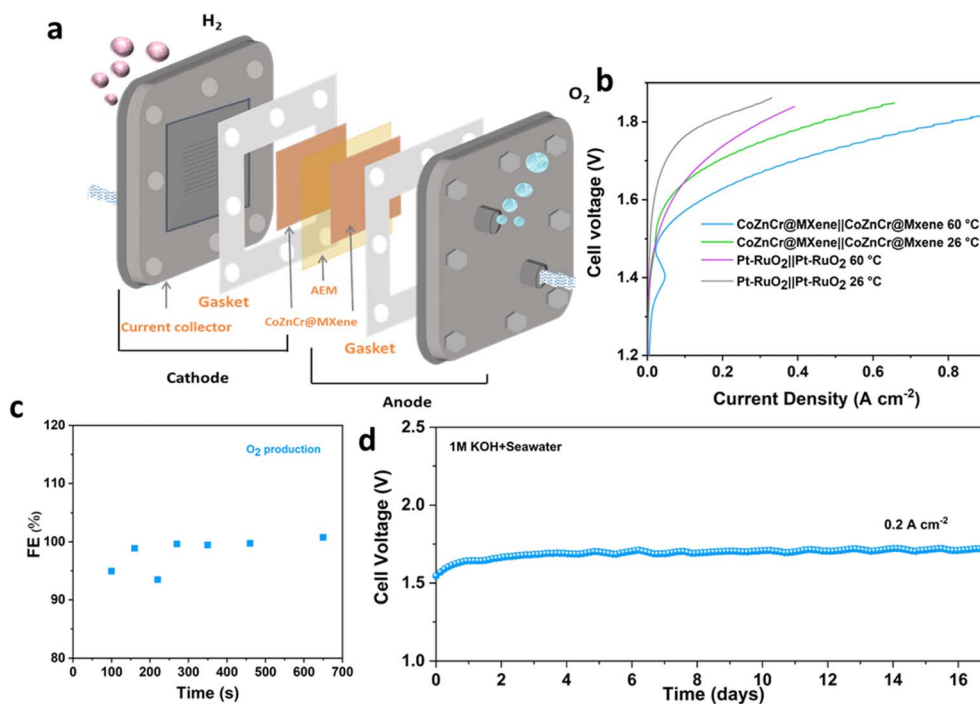 a
H2
O2
Gasket
AEM
Current collector
CoZnCr@MXene
Gasket
Cathode
Anode
b
Cell voltage (V)
1.8
1.6
1.4
1.2
CoZnCr@MXene||CoZnCr@Mxene 60 °C
CoZnCr@MXene||CoZnCr@Mxene 26 °C
Pt-RuO2||Pt-RuO2 60 °C
Pt-RuO2||Pt-RuO2 26 °C
0.0 0.2 0.4 0.6 0.8
Current Density (A cm-2)
c
O2 production
FE (%)
120
110
100
90
80
0 100 200 300 400 500 600 700
Time (s)
d
1M KOH+Seawater
0.2 A cm-2
Cell Voltage (V)
2.5
2.0
1.5
1.0
0 2 4 6 8 10 12 14 16
Time (days)